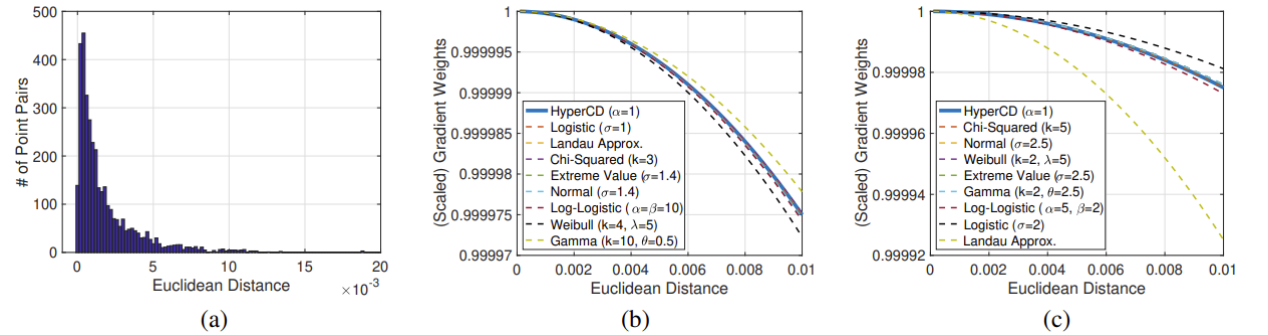 500
400
300
200
100
0
# of Point Pairs
0
5
10
15
20
Euclidean Distance
×10⁻³
(a)
1
0.999995
0.99999
0.999985
0.99998
0.999975
0.99997
(Scaled) Gradient Weights
HyperCD (α=1)
Logistic (σ=1)
Landau Approx.
Chi-Squared (k=3)
Extreme Value (σ=1.4)
Normal (σ=1.4)
Log-Logistic ( α=β=10)
Weibull (k=4, λ=5)
Gamma (k=10, θ=0.5)
0
0.002
0.004
0.006
0.008
0.01
Euclidean Distance
(b)
1
0.99998
0.99996
0.99994
0.99992
(Scaled) Gradient Weights
HyperCD (α=1)
Chi-Squared (k=5)
Normal (σ=2.5)
Weibull (k=2, λ=5)
Extreme Value (σ=2.5)
Gamma (k=2, θ=2.5)
Log-Logistic (α=5, β=2)
Logistic (σ=2)
Landau Approx.
0
0.002
0.004
0.006
0.008
0.01
Euclidean Distance
(c)